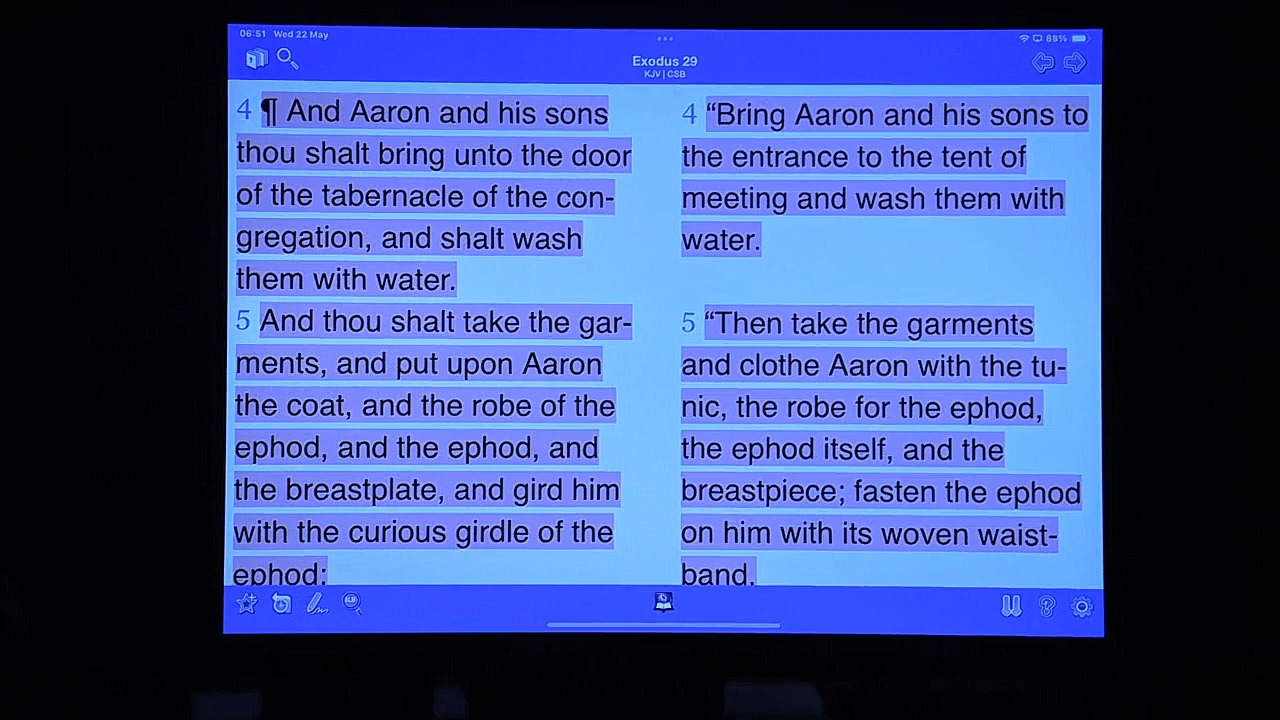 06:51 Wed 22 May
88%
Exodus 29
KJV | CSB
4 ¶ And Aaron and his sons
thou shalt bring unto the door
of the tabernacle of the con-
gregation, and shalt wash
them with water.
5 And thou shalt take the gar-
ments, and put upon Aaron
the coat, and the robe of the
ephod, and the ephod, and
the breastplate, and gird him
with the curious girdle of the
ephod:
4 “Bring Aaron and his sons to
the entrance to the tent of
meeting and wash them with
water.
5 “Then take the garments
and clothe Aaron with the tu-
nic, the robe for the ephod,
the ephod itself, and the
breastpiece; fasten the ephod
on him with its woven waist-
band.